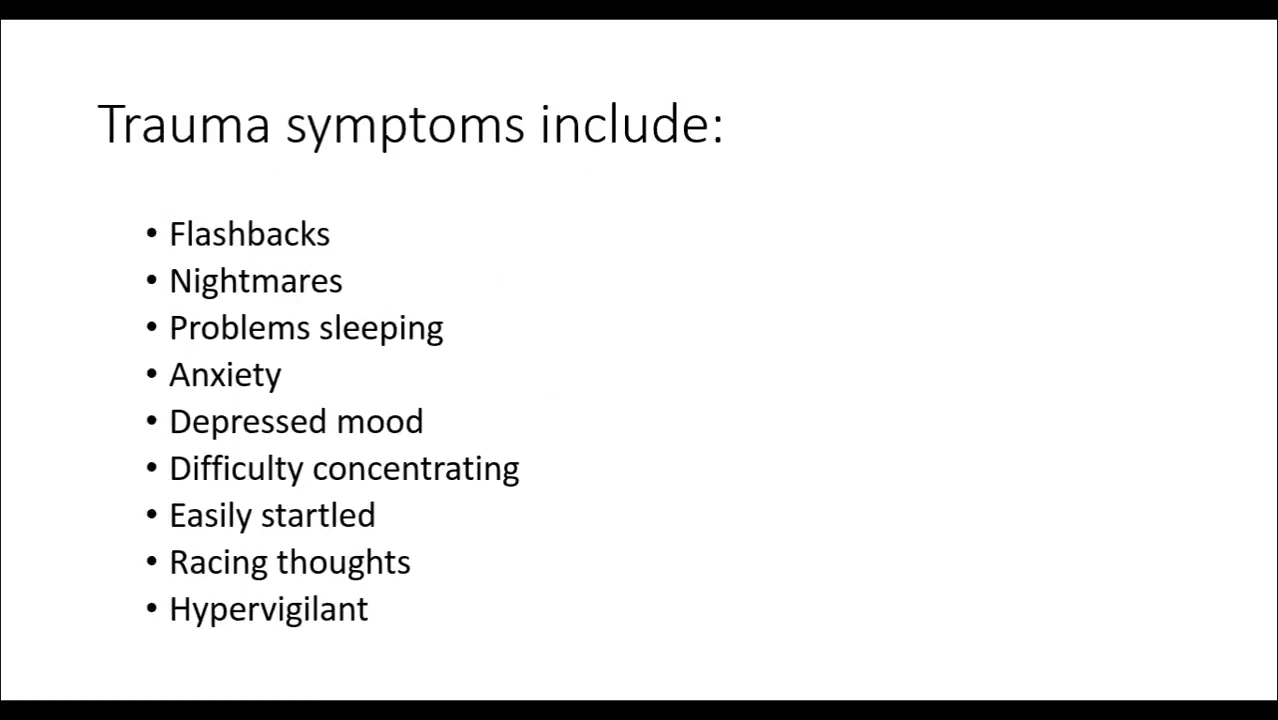 Trauma symptoms include:
• Flashbacks
• Nightmares
• Problems sleeping
• Anxiety
• Depressed mood
• Difficulty concentrating
• Easily startled
• Racing thoughts
• Hypervigilant